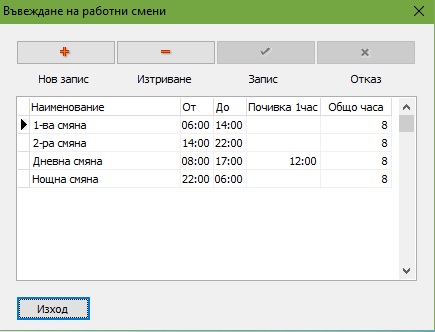 Въвеждане на работни смени
Нов запис Изтриване Запис Отказ
Наименование От До Почивка 1час Общо часа
1-ва смяна 06:00 14:00 8
2-ра смяна 14:00 22:00 8
Дневна смяна 08:00 17:00 12:00 8
Нощна смяна 22:00 06:00 8
Изход